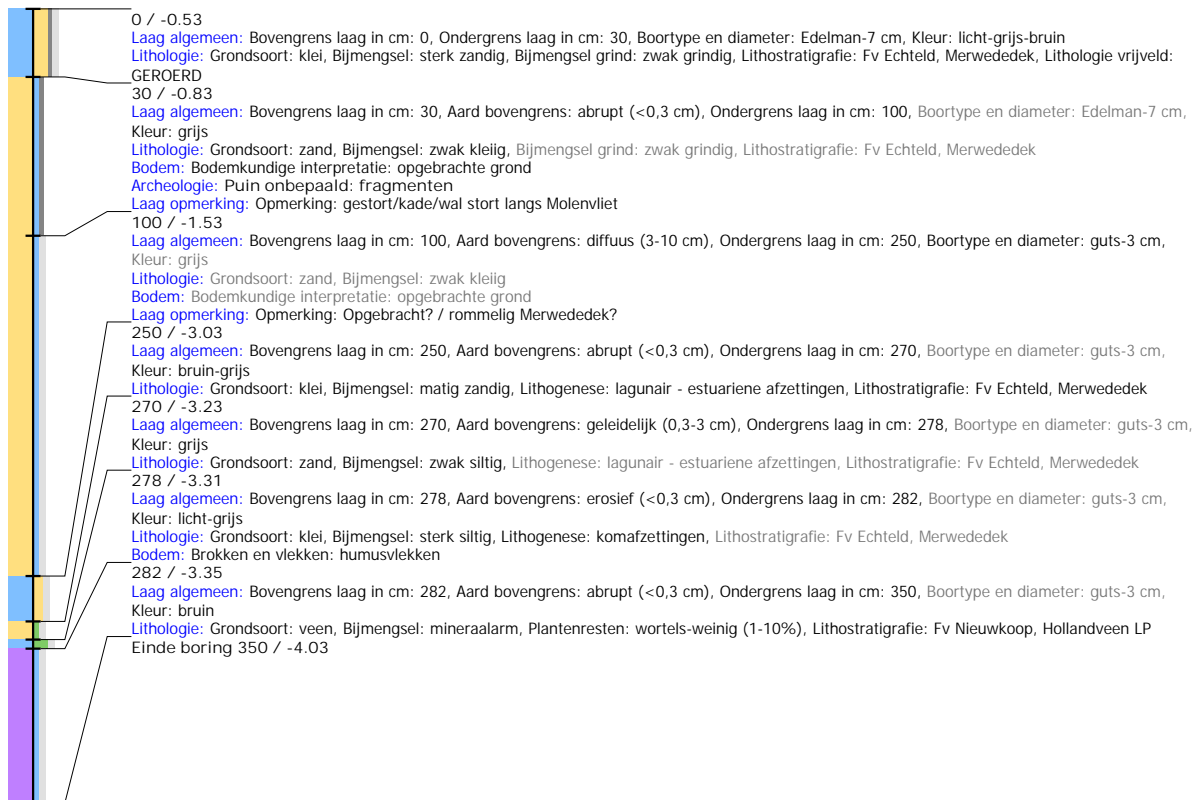 0 / -0.53
Laag algemeen: Bovengrens laag in cm: 0, Ondergrens laag in cm: 30, Boortype en diameter: Edelman-7 cm, Kleur: licht-grijs-bruin
Lithologie: Grondsoort: klei, Bijmengsel: sterk zandig, Bijmengsel grind: zwak grindig, Lithostratigrafie: Fv Echteld, Merwededek, Lithologie vrijveld:
GEROERD
30 / -0.83
Laag algemeen: Bovengrens laag in cm: 30, Aard bovengrens: abrupt (<0,3 cm), Ondergrens laag in cm: 100, Boortype en diameter: Edelman-7 cm,
Kleur: grijs
Lithologie: Grondsoort: zand, Bijmengsel: zwak kleiig, Bijmengsel grind: zwak grindig, Lithostratigrafie: Fv Echteld, Merwededek
Bodem: Bodemkundige interpretatie: opgebrachte grond
Archeologie: Puin onbepaald: fragmenten
Laag opmerking: Opmerking: gestort/kade/wal stort langs Molenvliet
100 / -1.53
Laag algemeen: Bovengrens laag in cm: 100, Aard bovengrens: diffuus (3-10 cm), Ondergrens laag in cm: 250, Boortype en diameter: guts-3 cm,
Kleur: grijs
Lithologie: Grondsoort: zand, Bijmengsel: zwak kleiig
Bodem: Bodemkundige interpretatie: opgebrachte grond
Laag opmerking: Opmerking: Opgebracht? / rommelig Merwededek?
250 / -3.03
Laag algemeen: Bovengrens laag in cm: 250, Aard bovengrens: abrupt (<0,3 cm), Ondergrens laag in cm: 270, Boortype en diameter: guts-3 cm,
Kleur: bruin-grijs
Lithologie: Grondsoort: klei, Bijmengsel: matig zandig, Lithogenese: lagunair - estuariene afzettingen, Lithostratigrafie: Fv Echteld, Merwededek
270 / -3.23
Laag algemeen: Bovengrens laag in cm: 270, Aard bovengrens: geleidelijk (0,3-3 cm), Ondergrens laag in cm: 278, Boortype en diameter: guts-3 cm,
Kleur: grijs
Lithologie: Grondsoort: zand, Bijmengsel: zwak siltig, Lithogenese: lagunair - estuariene afzettingen, Lithostratigrafie: Fv Echteld, Merwededek
278 / -3.31
Laag algemeen: Bovengrens laag in cm: 278, Aard bovengrens: erosief (<0,3 cm), Ondergrens laag in cm: 282, Boortype en diameter: guts-3 cm,
Kleur: licht-grijs
Lithologie: Grondsoort: klei, Bijmengsel: sterk siltig, Lithogenese: komafzettingen, Lithostratigrafie: Fv Echteld, Merwededek
Bodem: Brokken en vlekken: humusvlekken
282 / -3.35
Laag algemeen: Bovengrens laag in cm: 282, Aard bovengrens: abrupt (<0,3 cm), Ondergrens laag in cm: 350, Boortype en diameter: guts-3 cm,
Kleur: bruin
Lithologie: Grondsoort: veen, Bijmengsel: mineraalarm, Plantenresten: wortels-weinig (1-10%), Lithostratigrafie: Fv Nieuwkoop, Hollandveen LP
Einde boring 350 / -4.03